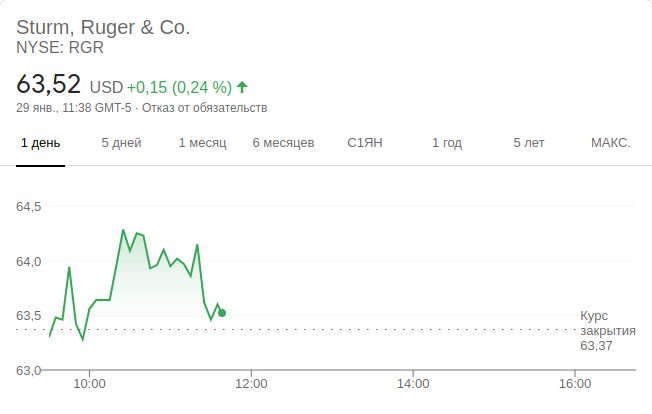 Sturm, Ruger & Co.
NYSE: RGR
63,52 USD +0,15 (0,24 %)
29 янв., 11:38 GMT-5 · Отказ от обязательств
1 день 5 дней 1 месяц 6 месяцев С1ЯН 1 год 5 лет МАКС.
64,5
64,0
63,5
Курс
закрытия
63,37
63,0
10:00 12:00 14:00 16:00